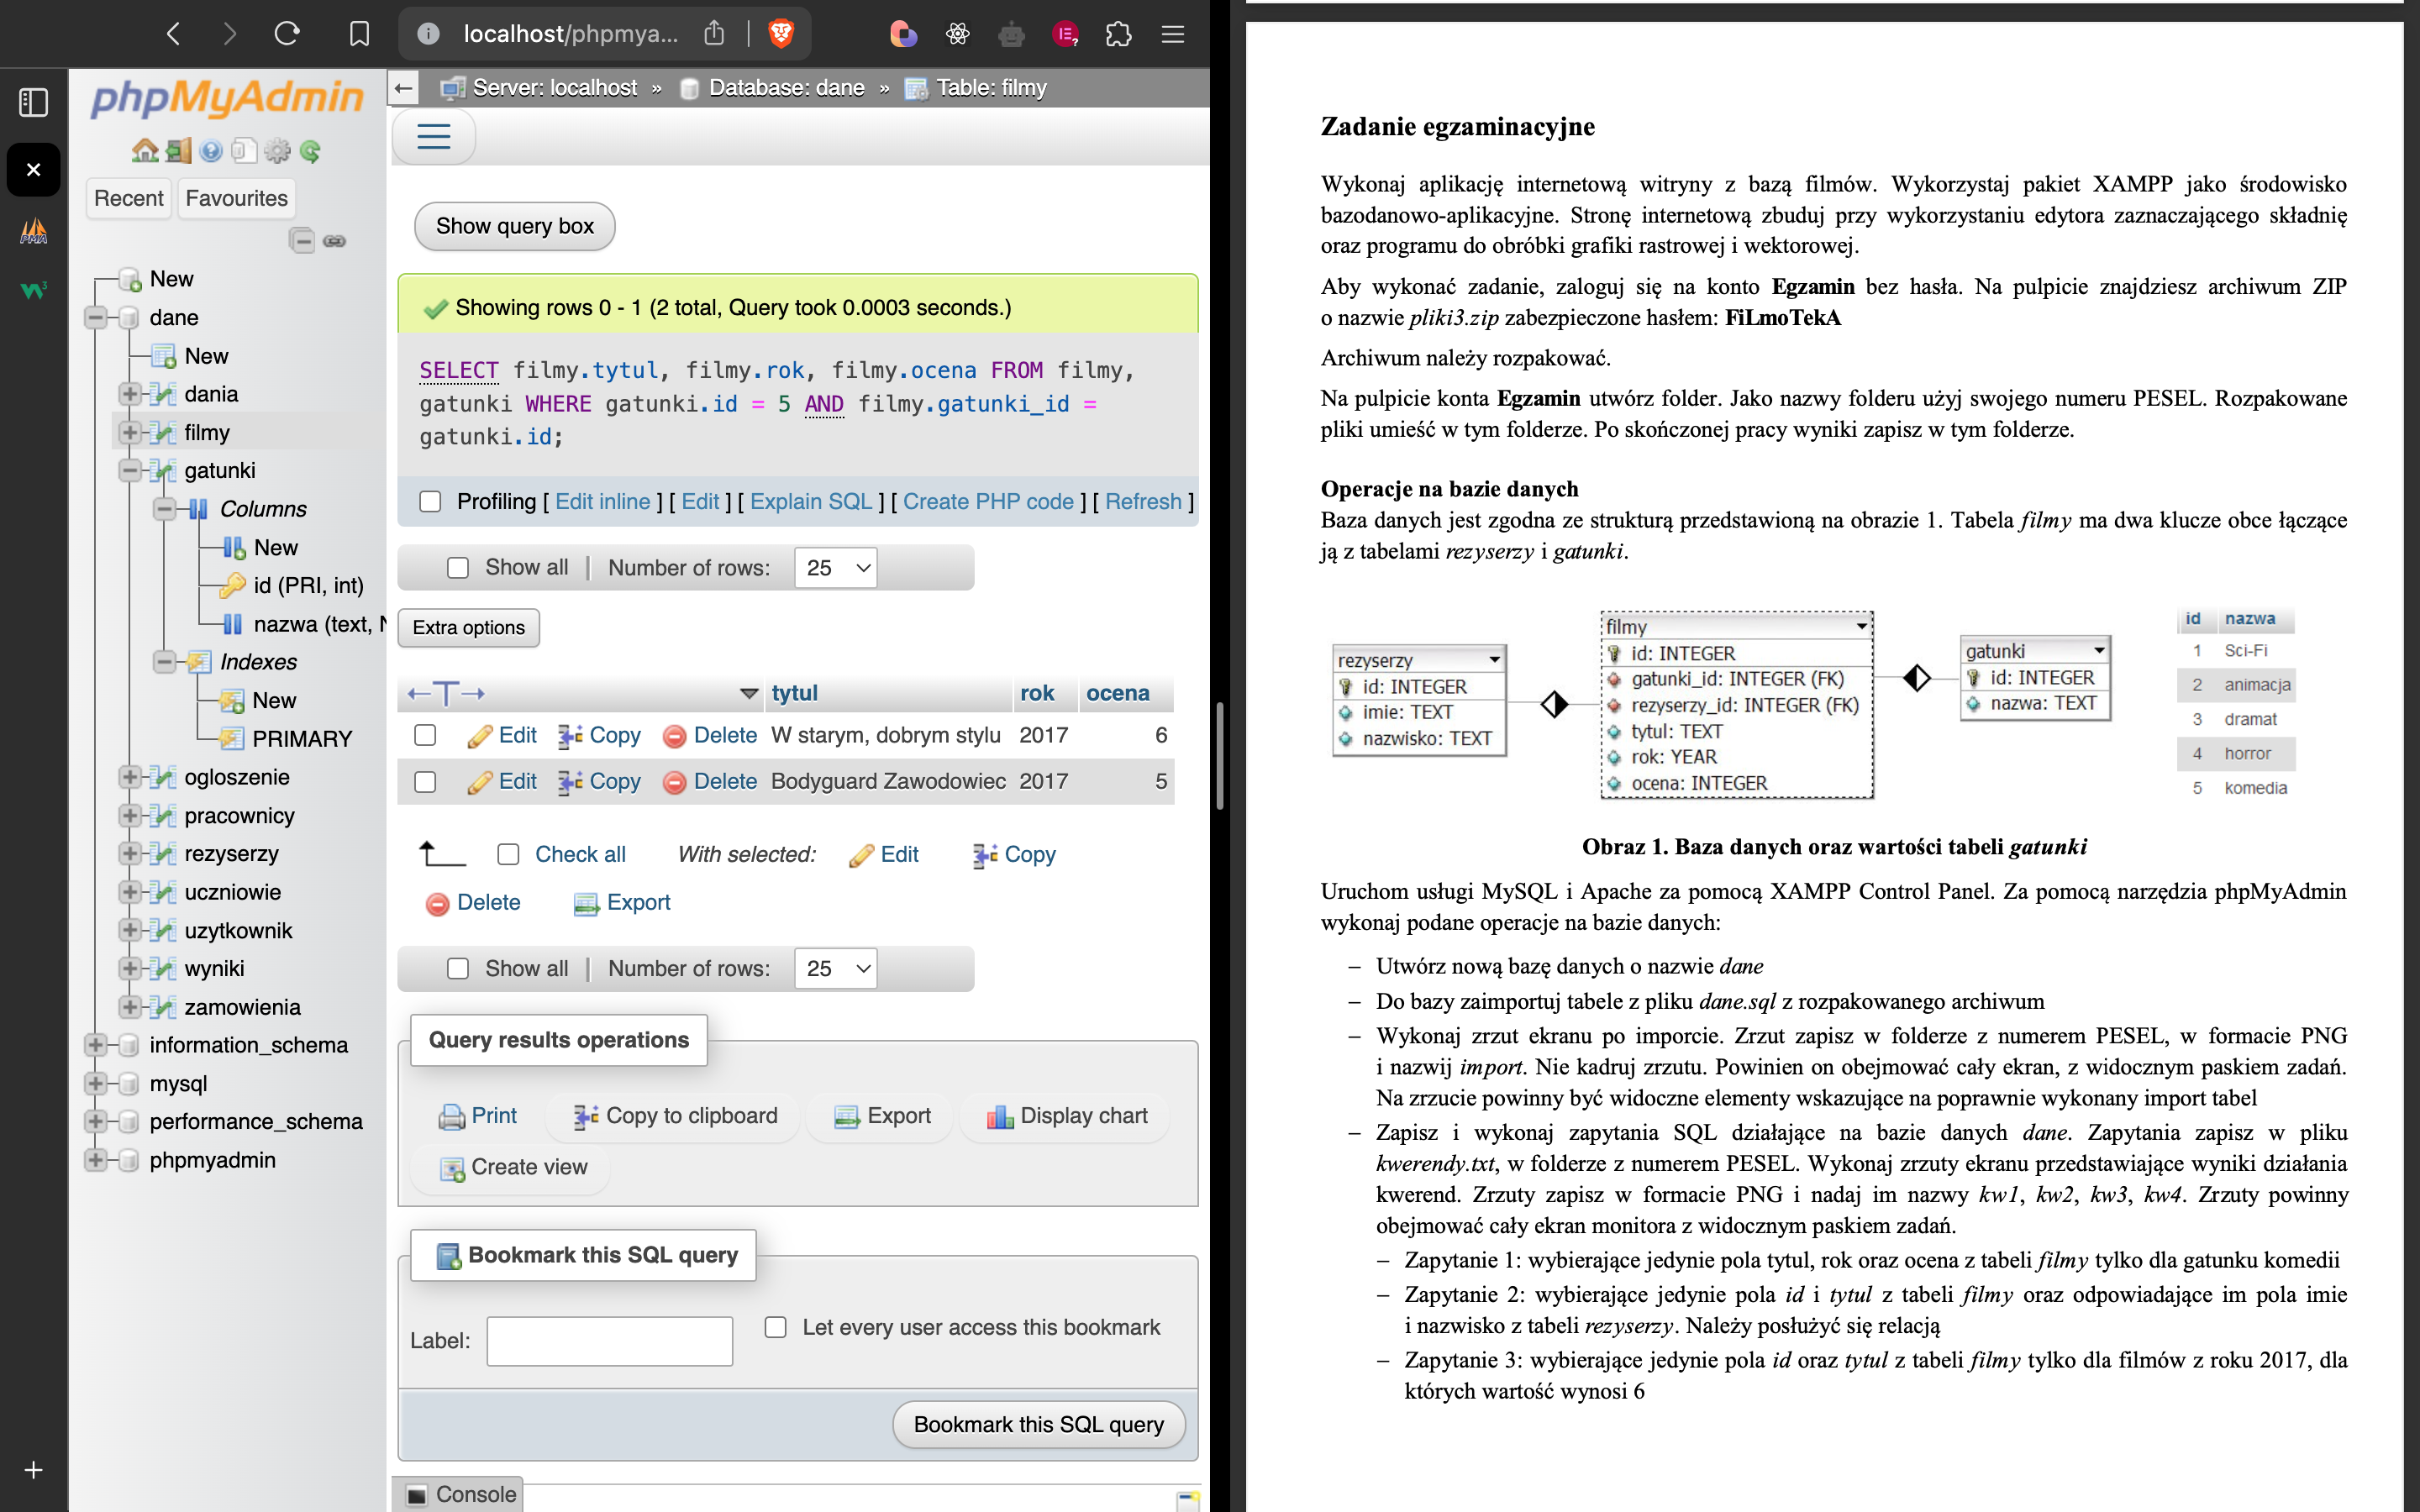 localhost/phpmya...
phpMyAdmin
Recent
Favourites
New
dane
New
dania
filmy
gatunki
Columns
New
id (PRI, int)
nazwa (text, N
Indexes
New
PRIMARY
ogloszenie
pracownicy
rezyserzy
uczniowie
uzytkownik
wyniki
zamowienia
information_schema
mysql
performance_schema
phpmyadmin
Server: localhost » Database: dane » Table: filmy
Show query box
Showing rows 0 - 1 (2 total, Query took 0.0003 seconds.)
SELECT filmy.tytul, filmy.rok, filmy.ocena FROM filmy,
gatunki WHERE gatunki.id = 5 AND filmy.gatunki_id =
gatunki.id;
Profiling [ Edit inline ] [ Edit ] [ Explain SQL ] [ Create PHP code ] [ Refresh ]
Show all | Number of rows: 25
Extra options
←T→ tytul rok ocena
Edit Copy Delete W starym, dobrym stylu 2017 6
Edit Copy Delete Bodyguard Zawodowiec 2017 5
Check all With selected: Edit Copy
Delete Export
Show all | Number of rows: 25
Query results operations
Print Copy to clipboard Export Display chart
Create view
Bookmark this SQL query
Label: Let every user access this bookmark
Bookmark this SQL query
Console
Zadanie egzaminacyjne
Wykonaj aplikację internetową witryny z bazą filmów. Wykorzystaj pakiet XAMPP jako środowisko
bazodanowo-aplikacyjne. Stronę internetową zbuduj przy wykorzystaniu edytora zaznaczającego składnię
oraz programu do obróbki grafiki rastrowej i wektorowej.
Aby wykonać zadanie, zaloguj się na konto Egzamin bez hasła. Na pulpicie znajdziesz archiwum ZIP
o nazwie pliki3.zip zabezpieczone hasłem: FiLmoTekA
Archiwum należy rozpakować.
Na pulpicie konta Egzamin utwórz folder. Jako nazwy folderu użyj swojego numeru PESEL. Rozpakowane
pliki umieść w tym folderze. Po skończonej pracy wyniki zapisz w tym folderze.
Operacje na bazie danych
Baza danych jest zgodna ze strukturą przedstawioną na obrazie 1. Tabela filmy ma dwa klucze obce łączące
ją z tabelami rezyserzy i gatunki.
rezyserzy
id: INTEGER
imie: TEXT
nazwisko: TEXT
filmy
id: INTEGER
gatunki_id: INTEGER (FK)
rezyserzy_id: INTEGER (FK)
tytul: TEXT
rok: YEAR
ocena: INTEGER
gatunki
id: INTEGER
nazwa: TEXT
id nazwa
1 Sci-Fi
2 animacja
3 dramat
4 horror
5 komedia
Obraz 1. Baza danych oraz wartości tabeli gatunki
Uruchom usługi MySQL i Apache za pomocą XAMPP Control Panel. Za pomocą narzędzia phpMyAdmin
wykonaj podane operacje na bazie danych:
– Utwórz nową bazę danych o nazwie dane
– Do bazy zaimportuj tabele z pliku dane.sql z rozpakowanego archiwum
– Wykonaj zrzut ekranu po imporcie. Zrzut zapisz w folderze z numerem PESEL, w formacie PNG
i nazwij import. Nie kadruj zrzutu. Powinien on obejmować cały ekran, z widocznym paskiem zadań.
Na zrzucie powinny być widoczne elementy wskazujące na poprawnie wykonany import tabel
– Zapisz i wykonaj zapytania SQL działające na bazie danych dane. Zapytania zapisz w pliku
kwerendy.txt, w folderze z numerem PESEL. Wykonaj zrzuty ekranu przedstawiające wyniki działania
kwerend. Zrzuty zapisz w formacie PNG i nadaj im nazwy kw1, kw2, kw3, kw4. Zrzuty powinny
obejmować cały ekran monitora z widocznym paskiem zadań.
– Zapytanie 1: wybierające jedynie pola tytul, rok oraz ocena z tabeli filmy tylko dla gatunku komedii
– Zapytanie 2: wybierające jedynie pola id i tytul z tabeli filmy oraz odpowiadające im pola imie
i nazwisko z tabeli rezyserzy. Należy posłużyć się relacją
– Zapytanie 3: wybierające jedynie pola id oraz tytul z tabeli filmy tylko dla filmów z roku 2017, dla
których wartość wynosi 6